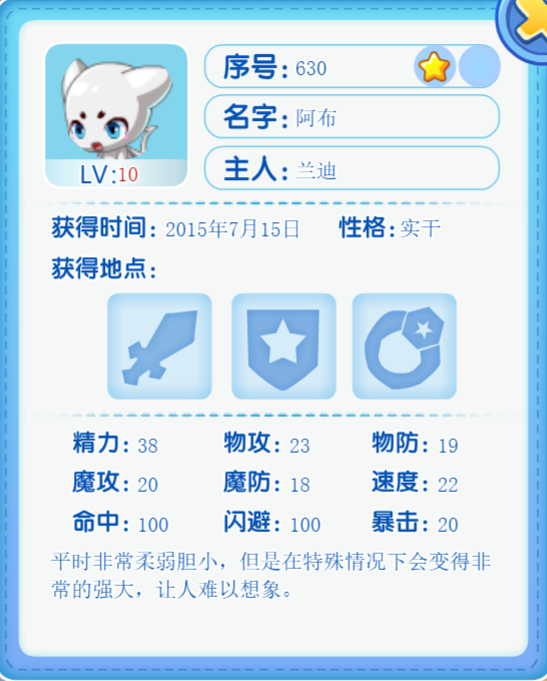 序号: 630
名字: 阿布
LV:10
主人: 兰迪
获得时间: 2015年7月15日 性格: 实干
获得地点:
精力: 38 物攻: 23 物防: 19
魔攻: 20 魔防: 18 速度: 22
命中: 100 闪避: 100 暴击: 20
平时非常柔弱胆小，但是在特殊情况下会变得非
常的强大，让人难以想象。